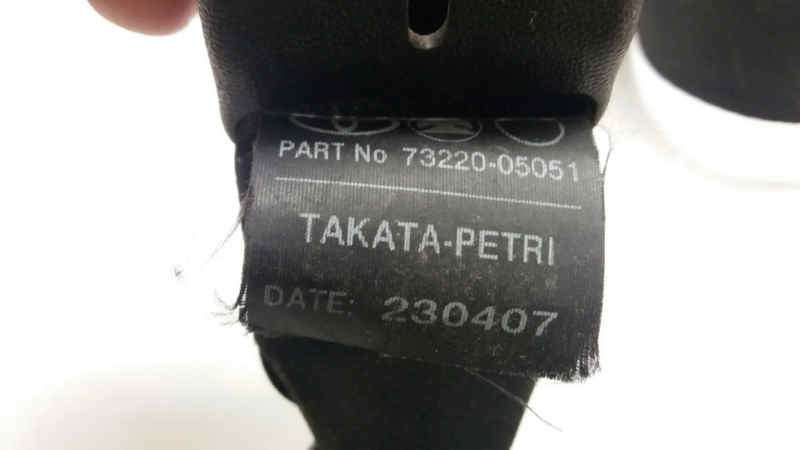 PART No 73220-05051
TAKATA-PETRI
DATE: 230407